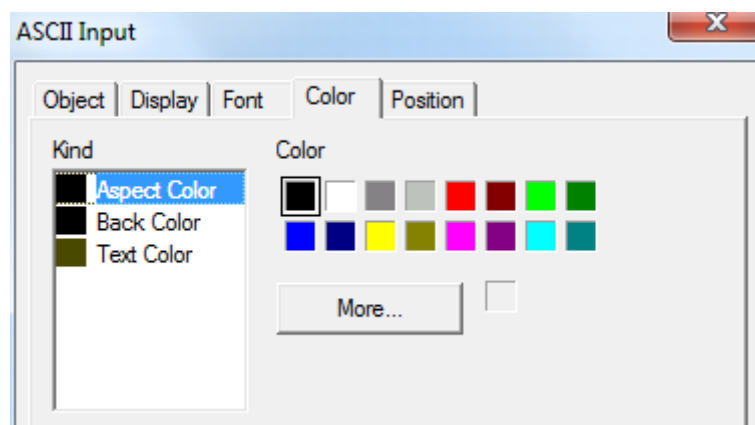 ASCII Input
Object Display Font Color Position
Kind
Color
Aspect Color
Back Color
Text Color
More...